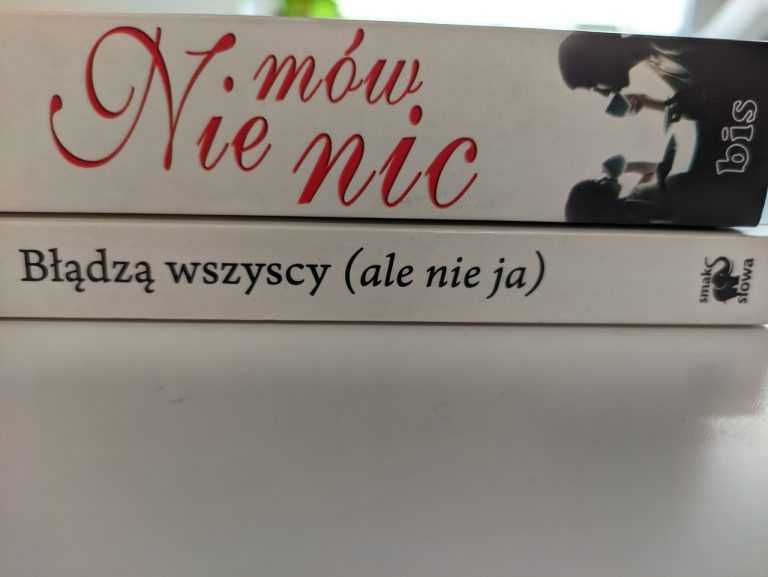 Nie mów nic
bis
Błądzą wszyscy (ale nie ja)
smak
słowa